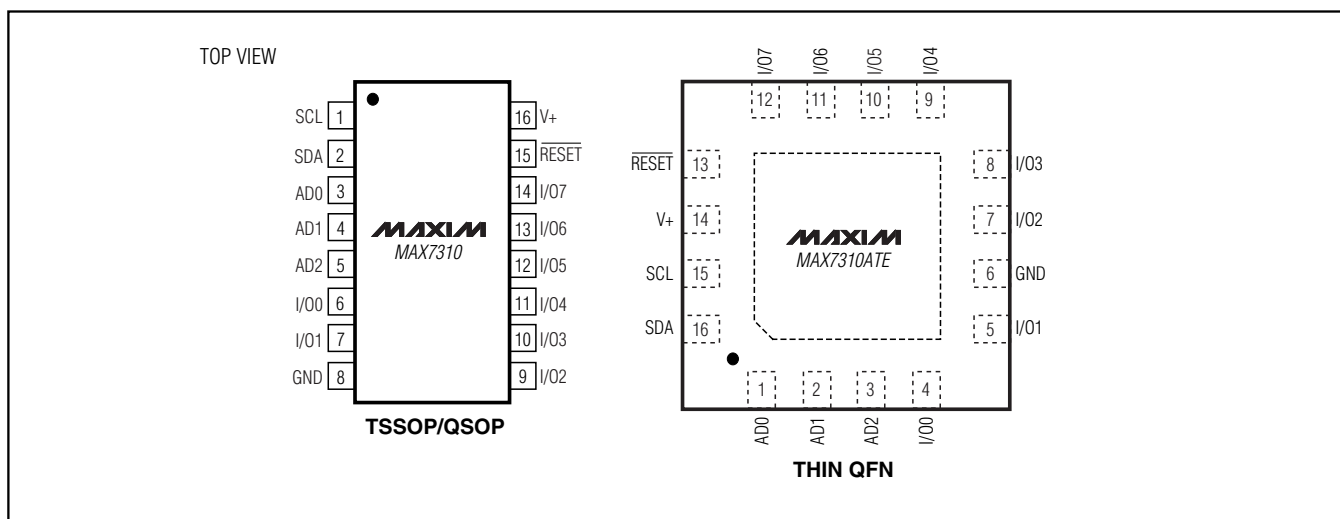 TOP VIEW
SCL 1
SDA 2
AD0 3
AD1 4
AD2 5
I/O0 6
I/O1 7
GND 8
16 V+
15 RESET
14 I/O7
13 I/O6
12 I/O5
11 I/O4
10 I/O3
9 I/O2
MAXIM
MAX7310
TSSOP/QSOP
I/O7 I/O6 I/O5 I/O4
12 11 10 9
RESET 13
V+ 14
SCL 15
SDA 16
8 I/O3
7 I/O2
6 GND
5 I/O1
MAXIM
MAX7310ATE
1 2 3 4
AD0 AD1 AD2 I/O0
THIN QFN